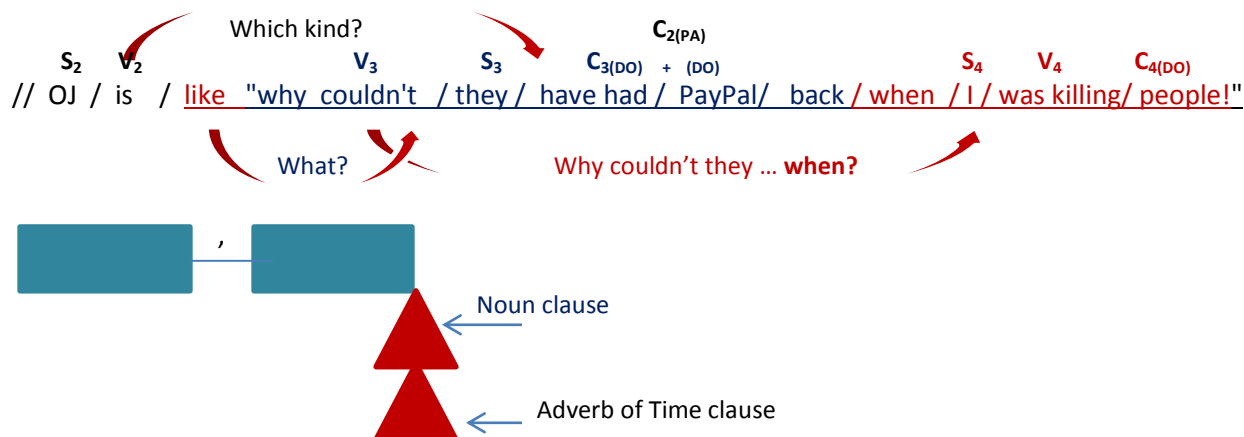 Which kind?
C2(PA)
S2 V2 V3 S3 C3(DO) + (DO) S4 V4 C4(DO)
// OJ / is / like "why couldn't / they / have had / PayPal/ back / when / I / was killing/ people!"
What? Why couldn't they … when?
,
Noun clause
Adverb of Time clause